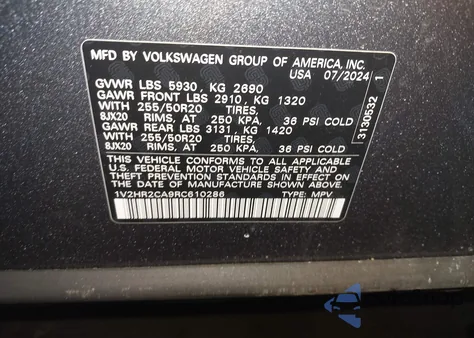 MFD BY VOLKSWAGEN GROUP OF AMERICA, INC.
USA 07/2024
GVWR LBS 5930, KG 2690
GAWR FRONT LBS 2910, KG 1320
WITH 255/50R20 TIRES,
8JX20 RIMS, AT 250 KPA, 36 PSI COLD
GAWR REAR LBS 3131, KG 1420
WITH 255/50R20 TIRES,
8JX20 RIMS, AT 250 KPA, 36 PSI COLD
THIS VEHICLE CONFORMS TO ALL APPLICABLE
U.S. FEDERAL MOTOR VEHICLE SAFETY AND
THEFT PREVENTION STANDARDS IN EFFECT ON
THE DATE OF MANUFACTURE SHOWN ABOVE.
1V2HR2CA9RC610286 TYPE: MPV
3130532 1